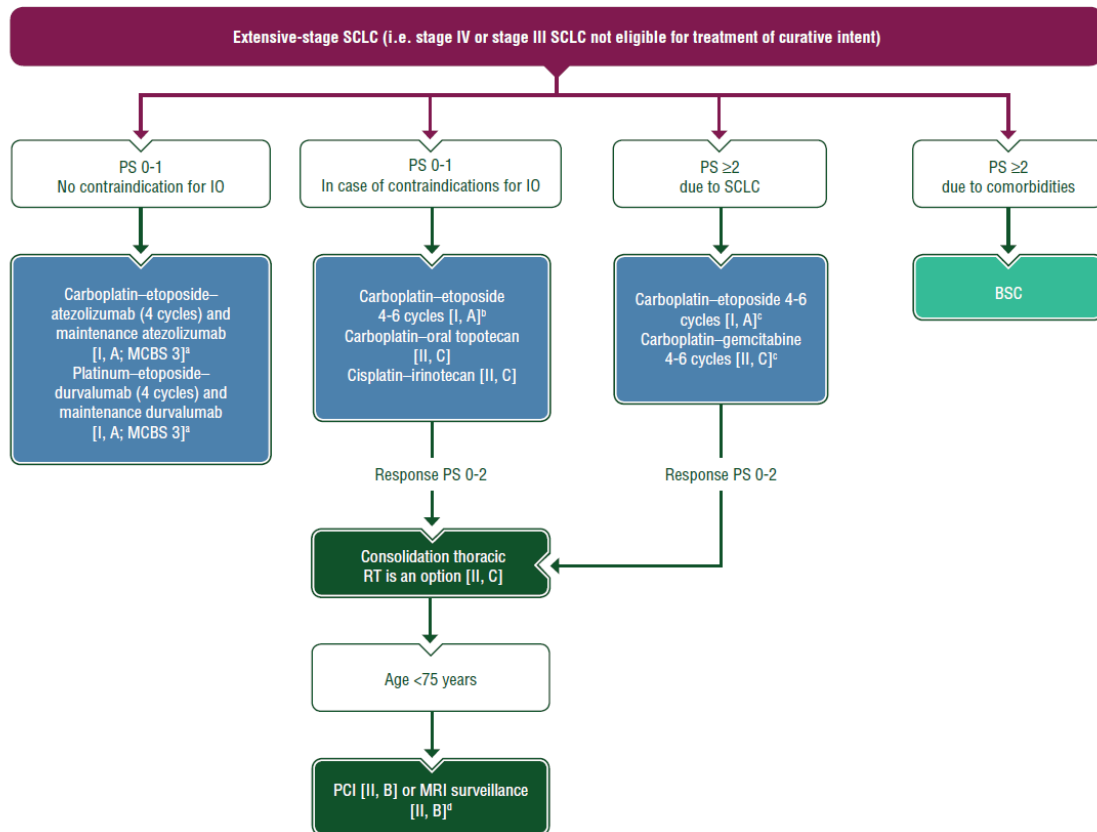 Extensive-stage SCLC (i.e. stage IV or stage III SCLC not eligible for treatment of curative intent)
PS 0-1
No contraindication for IO
PS 0-1
In case of contraindications for IO
PS ≥2
due to SCLC
PS ≥2
due to comorbidities
Carboplatin–etoposide–
atezolizumab (4 cycles) and
maintenance atezolizumab
[I, A; MCBS 3]ᵃ
Platinum–etoposide–
durvalumab (4 cycles) and
maintenance durvalumab
[I, A; MCBS 3]ᵃ
Carboplatin–etoposide
4-6 cycles [I, A]ᵇ
Carboplatin–oral topotecan
[II, C]
Cisplatin–irinotecan [II, C]
Carboplatin–etoposide 4-6
cycles [I, A]ᶜ
Carboplatin–gemcitabine
4-6 cycles [II, C]ᶜ
BSC
Response PS 0-2
Response PS 0-2
Consolidation thoracic
RT is an option [II, C]
Age <75 years
PCI [II, B] or MRI surveillance
[II, B]ᵈ